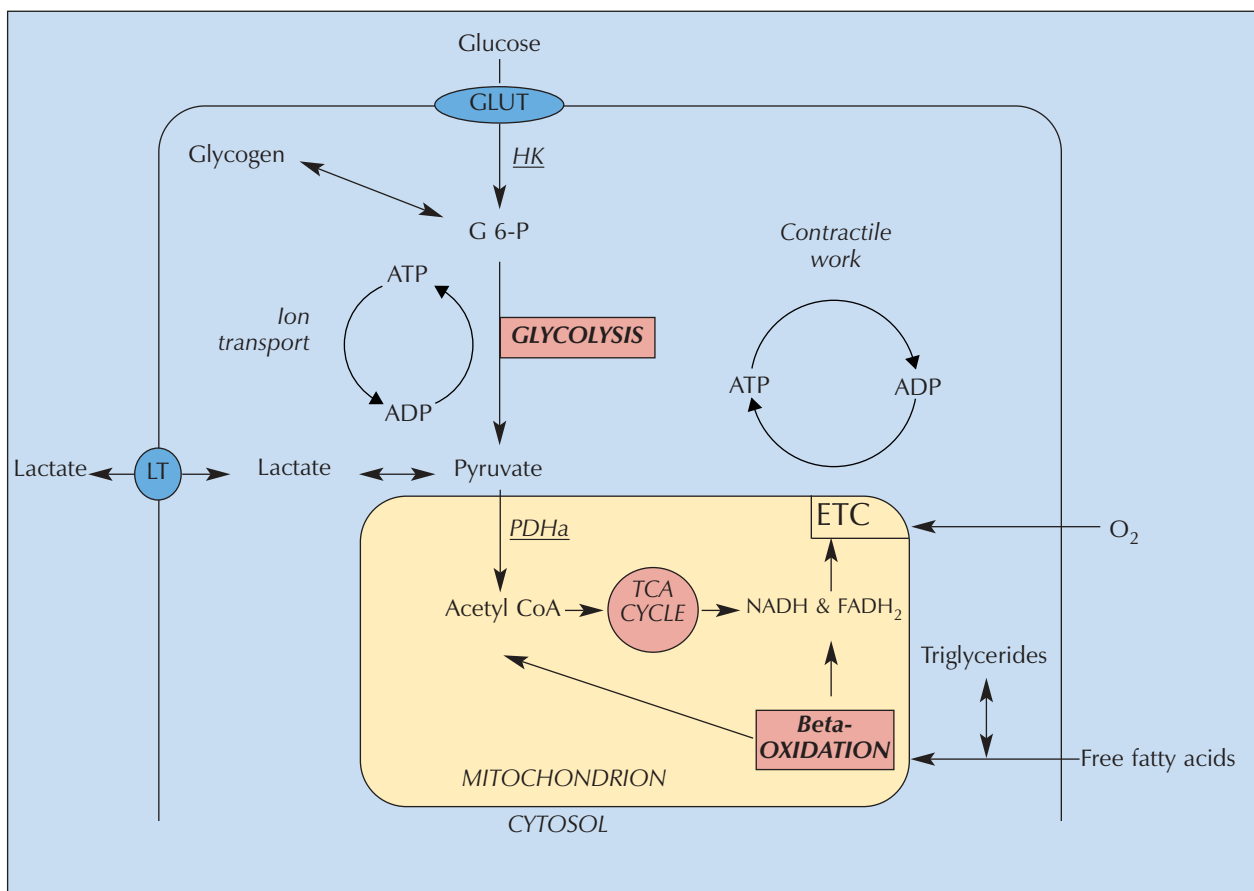 Glucose
GLUT
Glycogen
HK
G 6-P
Contractile
work
ATP
Ion
transport
GLYCOLYSIS
ADP
ATP
ADP
Lactate
LT
Lactate
Pyruvate
ETC
O₂
PDHa
Acetyl CoA
TCA
CYCLE
NADH & FADH₂
Triglycerides
Beta-
OXIDATION
Free fatty acids
MITOCHONDRION
CYTOSOL